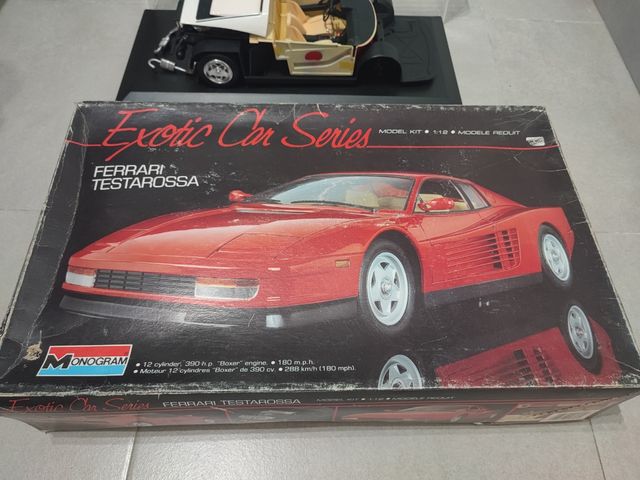 Exotic Car Series
MODEL KIT • 1:12 • MODELE REDUIT
FERRARI
TESTAROSSA
MONOGRAM
• 12 cylinder, 390 h.p. "Boxer" engine. • 180 m.p.h.
• Moteur 12 cylindres "Boxer" de 390 cv. • 288 km/h (180 mph).
Exotic Car Series FERRARI TESTAROSSA MODEL KIT • 1:12 • MODELE REDUIT